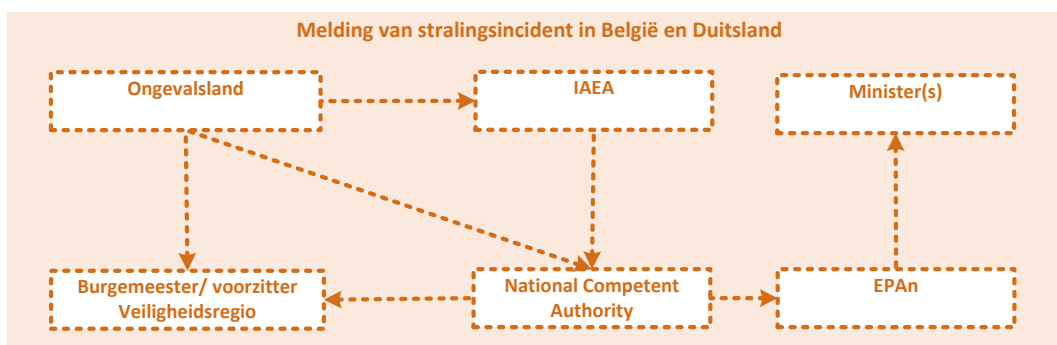 Melding van stralingsincident in België en Duitsland
Ongevalsland
IAEA
Minister(s)
Burgemeester/ voorzitter
Veiligheidsregio
National Competent
Authority
EPAn